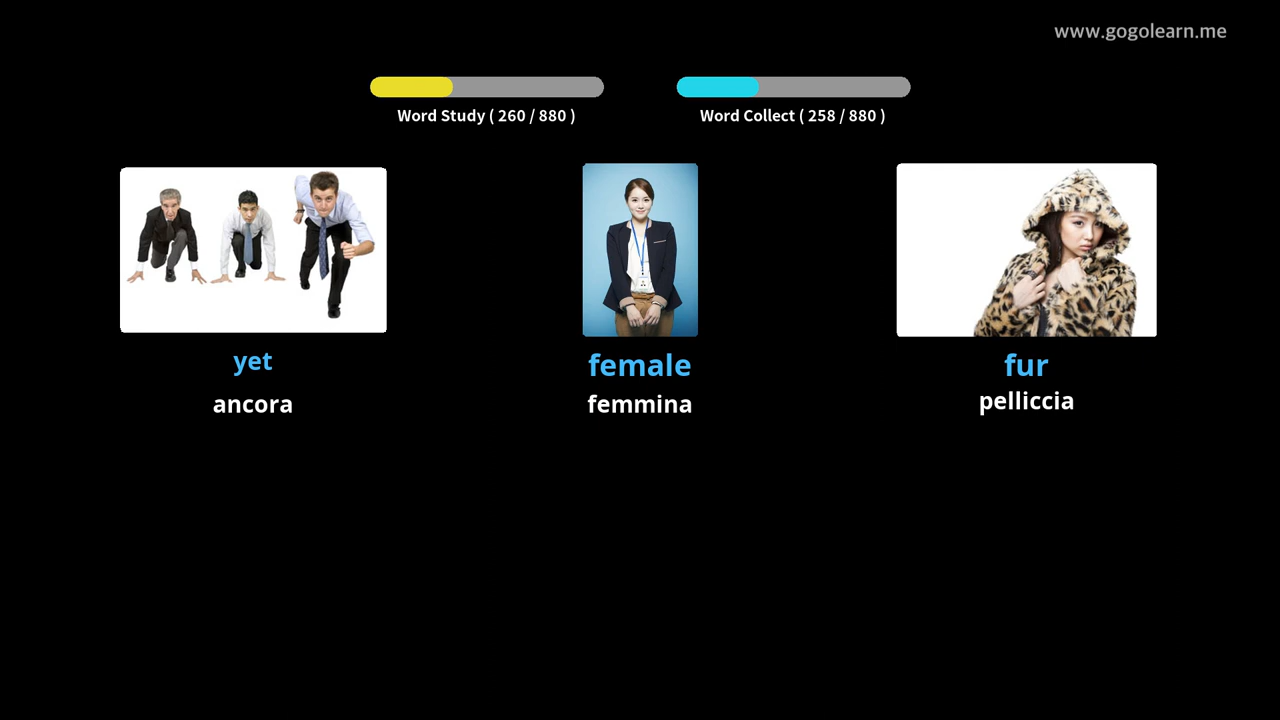 www.gogolearn.me
Word Study ( 260 / 880 )
Word Collect ( 258 / 880 )
yet
female
fur
ancora
femmina
pelliccia